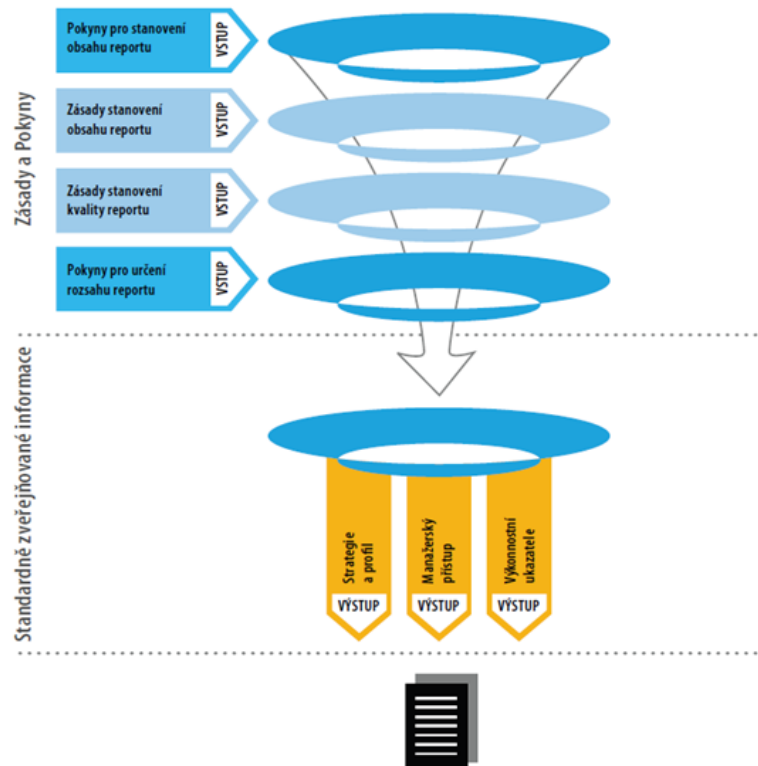 Zásady a Pokyny
Pokyny pro stanovení
obsahu reportu
VSTUP
Zásady stanovení
obsahu reportu
VSTUP
Zásady stanovení
kvality reportu
VSTUP
Pokyny pro určení
rozsahu reportu
VSTUP
Standardně zveřejňované informace
Strategie
a profil
VÝSTUP
Manažerský
přístup
VÝSTUP
Výkonnostní
ukazatele
VÝSTUP